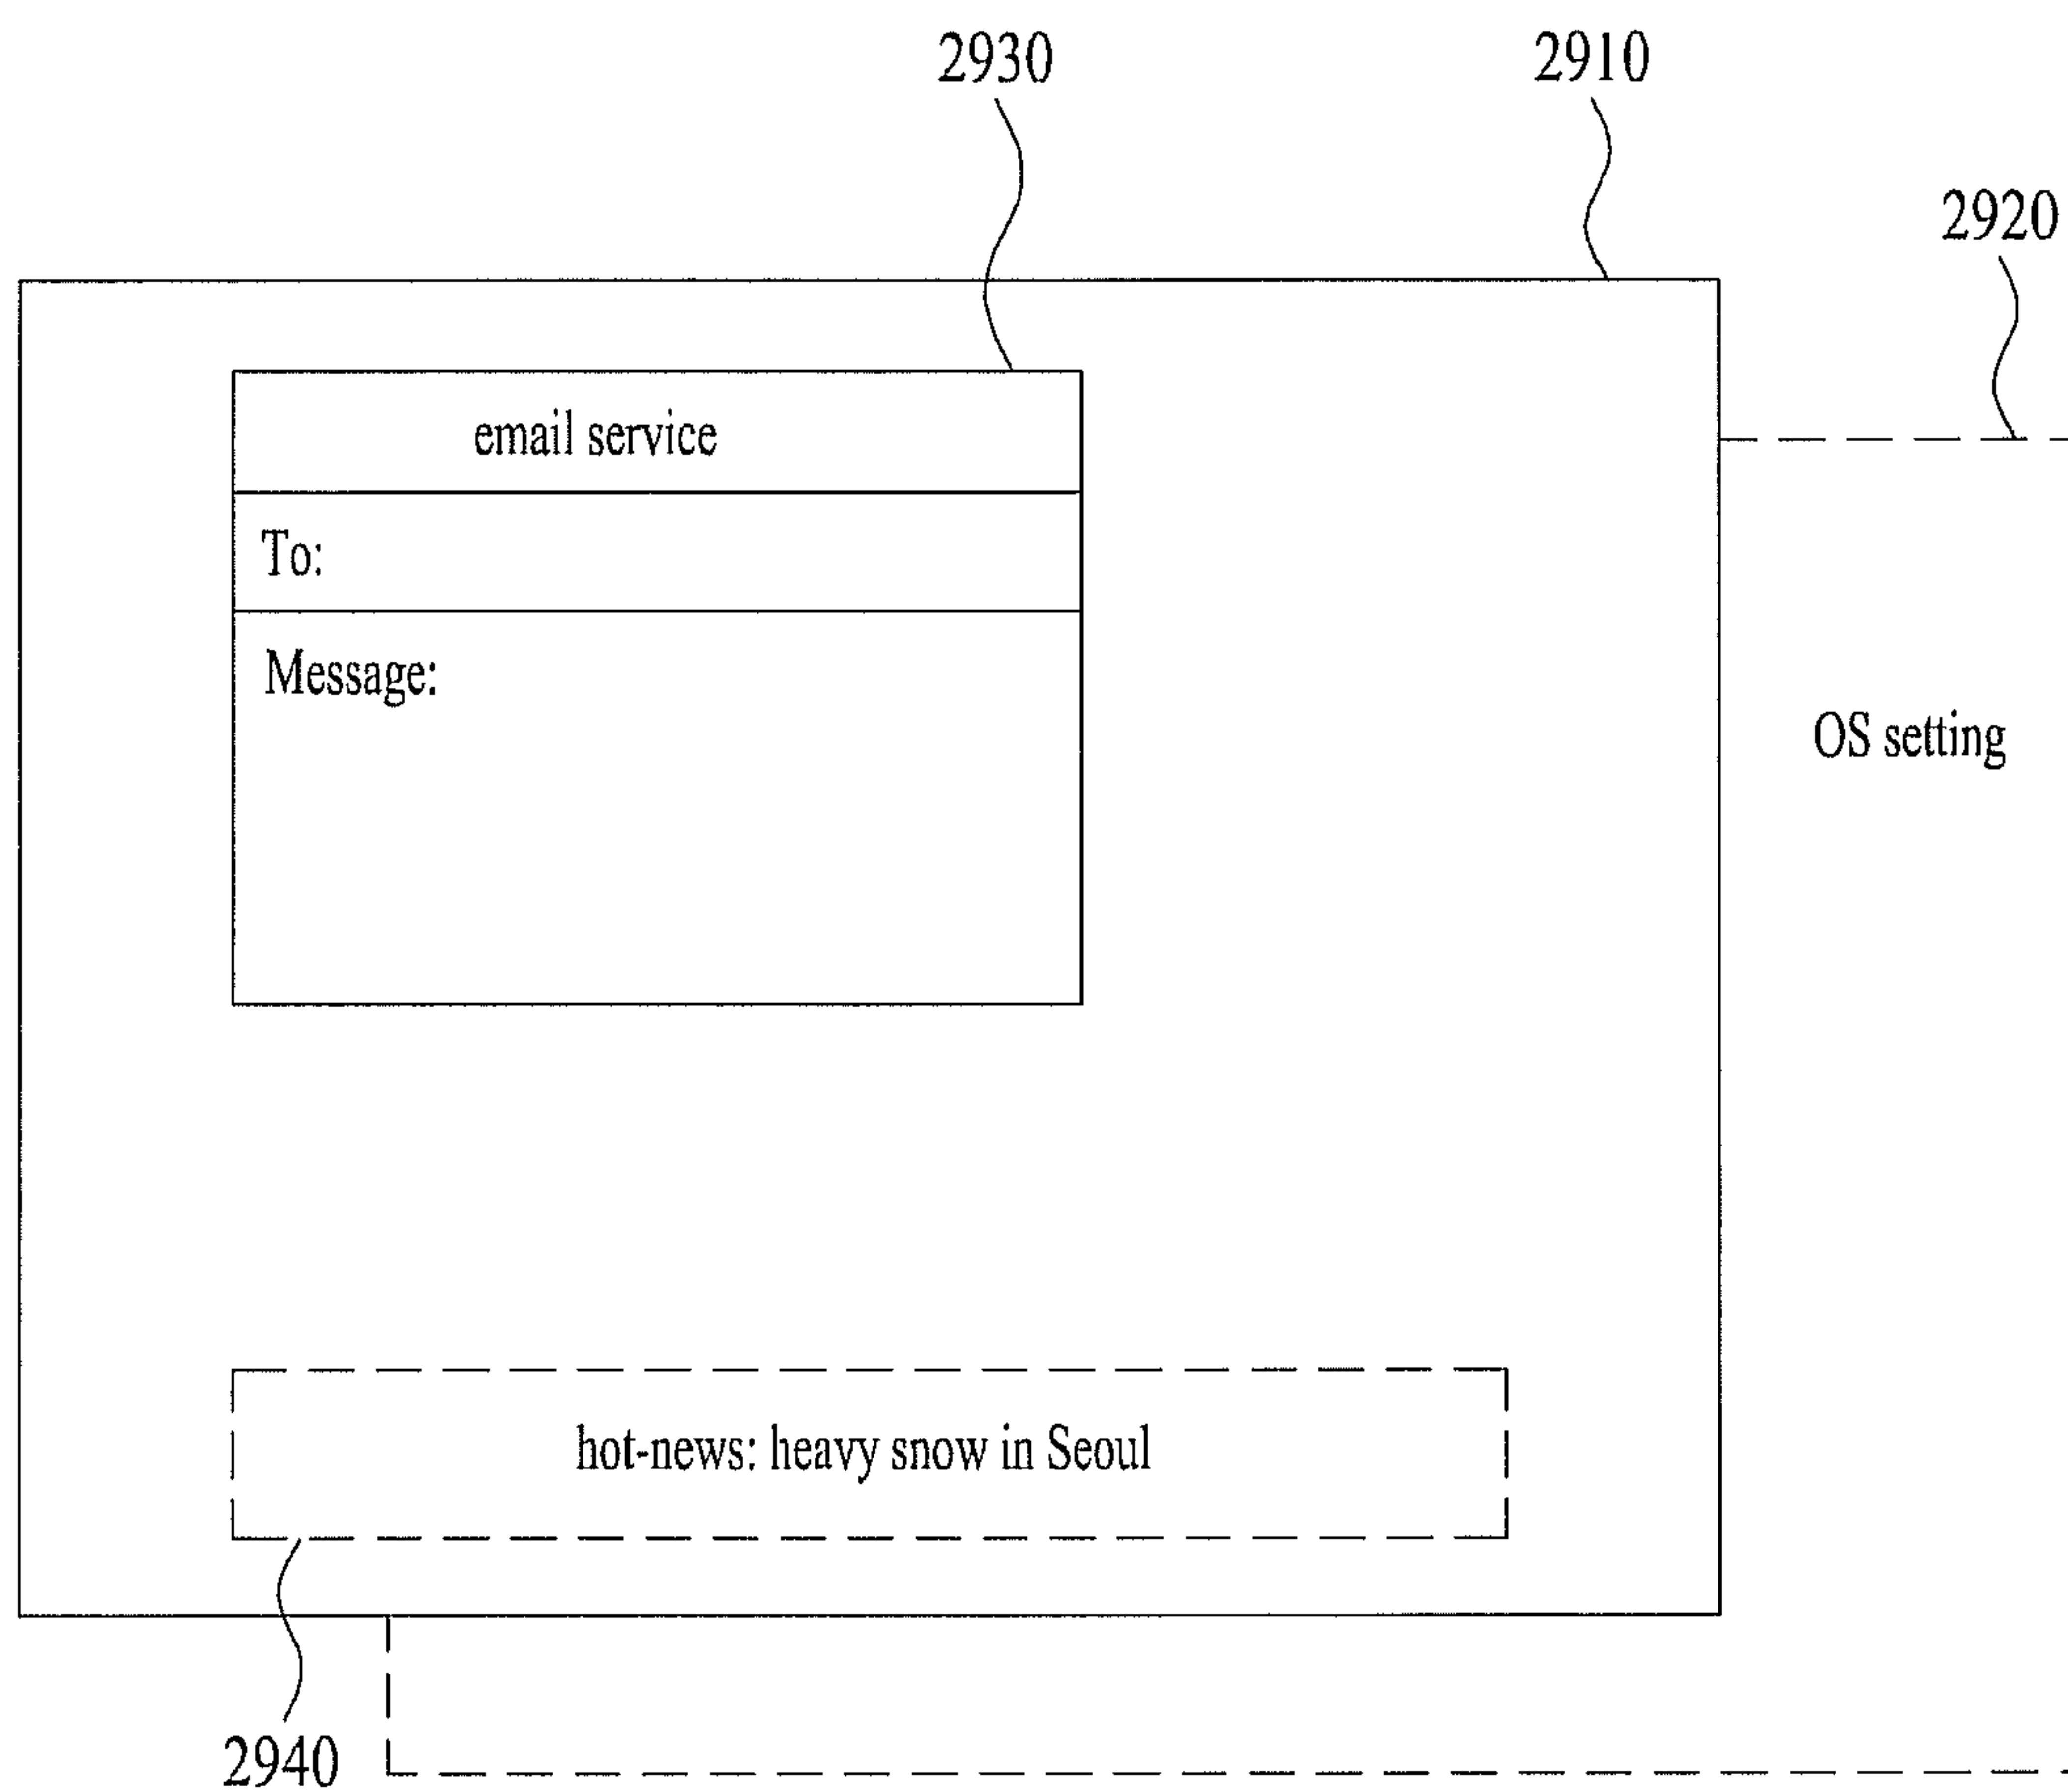 2930
2910
2920
email service
To:
Message:
OS setting
hot-news: heavy snow in Seoul
2940